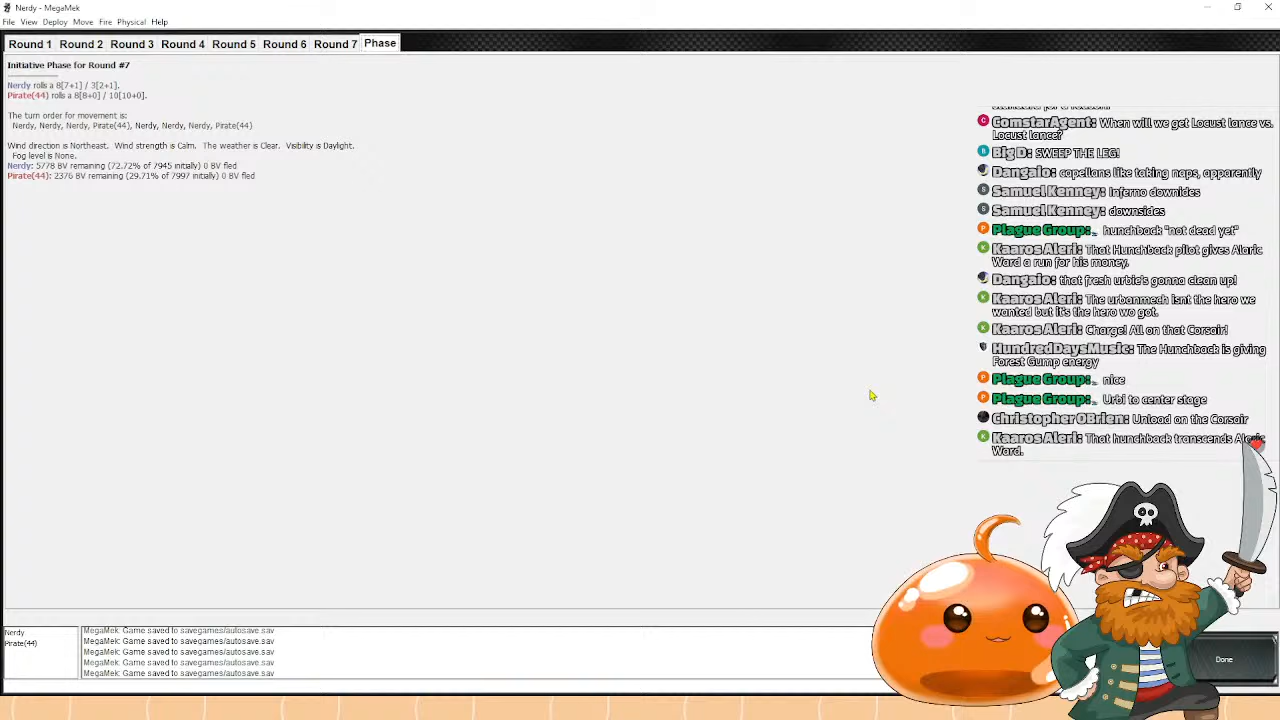 Nerdy - MegaMek
File View Deploy Move Fire Physical Help
Round 1 Round 2 Round 3 Round 4 Round 5 Round 6 Round 7 Phase
Initiative Phase for Round #7
Nerdy rolls a 8[7+1] / 3[2+1].
Pirate(44) rolls a 8[8+0] / 10[10+0].
The turn order for movement is:
Nerdy, Nerdy, Nerdy, Pirate(44), Nerdy, Nerdy, Nerdy, Pirate(44)
Wind direction is Northeast. Wind strength is Calm. The weather is Clear. Visibility is Daylight.
Fog level is None.
Nerdy: 5778 BV remaining (72.72% of 7945 initially) 0 BV fled
Pirate(44): 2376 BV remaining (29.71% of 7997 initially) 0 BV fled
ComstarAgent: When will we get Locust lance vs.
Locust lance?
Big D: SWEEP THE LEG!
Dangaio: capellans like taking naps, apparently
Samuel Kenney: Inferno downides
Samuel Kenney: downsides
Plague Group: hunchback "not dead yet"
Kaaros Aleri: That Hunchback pilot gives Alaric
Ward a run for his money.
Dangaio: that fresh urbie's gonna clean up!
Kaaros Aleri: The urbanmech isnt the hero we
wanted but it's the hero wo got.
Kaaros Aleri: Charge! All on that Corsair!
HundredDaysMusic: The Hunchback is giving
Forest Gump energy
Plague Group: nice
Plague Group: Urbi to center stage
Christopher OBrien: Unload on the Corsair
Kaaros Aleri: That hunchback transcends Alaric
Ward.
Nerdy
Pirate(44)
MegaMek: Game saved to savegames/autosave.sav
MegaMek: Game saved to savegames/autosave.sav
MegaMek: Game saved to savegames/autosave.sav
MegaMek: Game saved to savegames/autosave.sav
MegaMek: Game saved to savegames/autosave.sav
Done